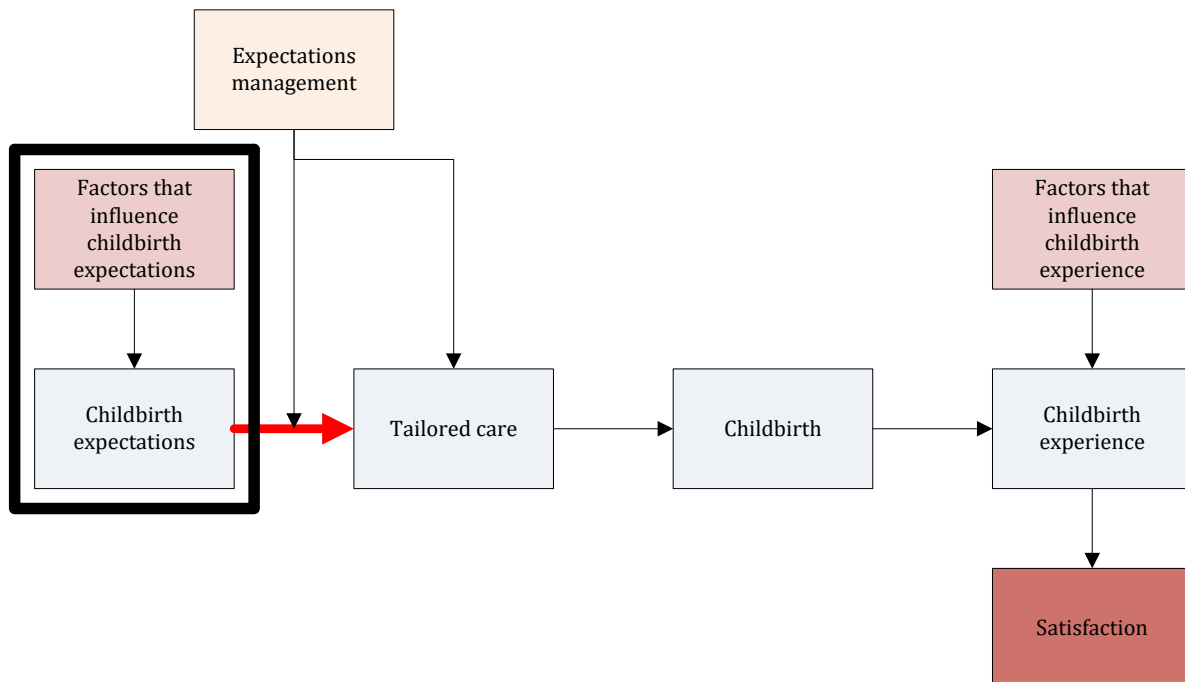 Expectations
management
Factors that
influence
childbirth
expectations
Factors that
influence
childbirth
experience
Childbirth
expectations
Tailored care
Childbirth
Childbirth
experience
Satisfaction